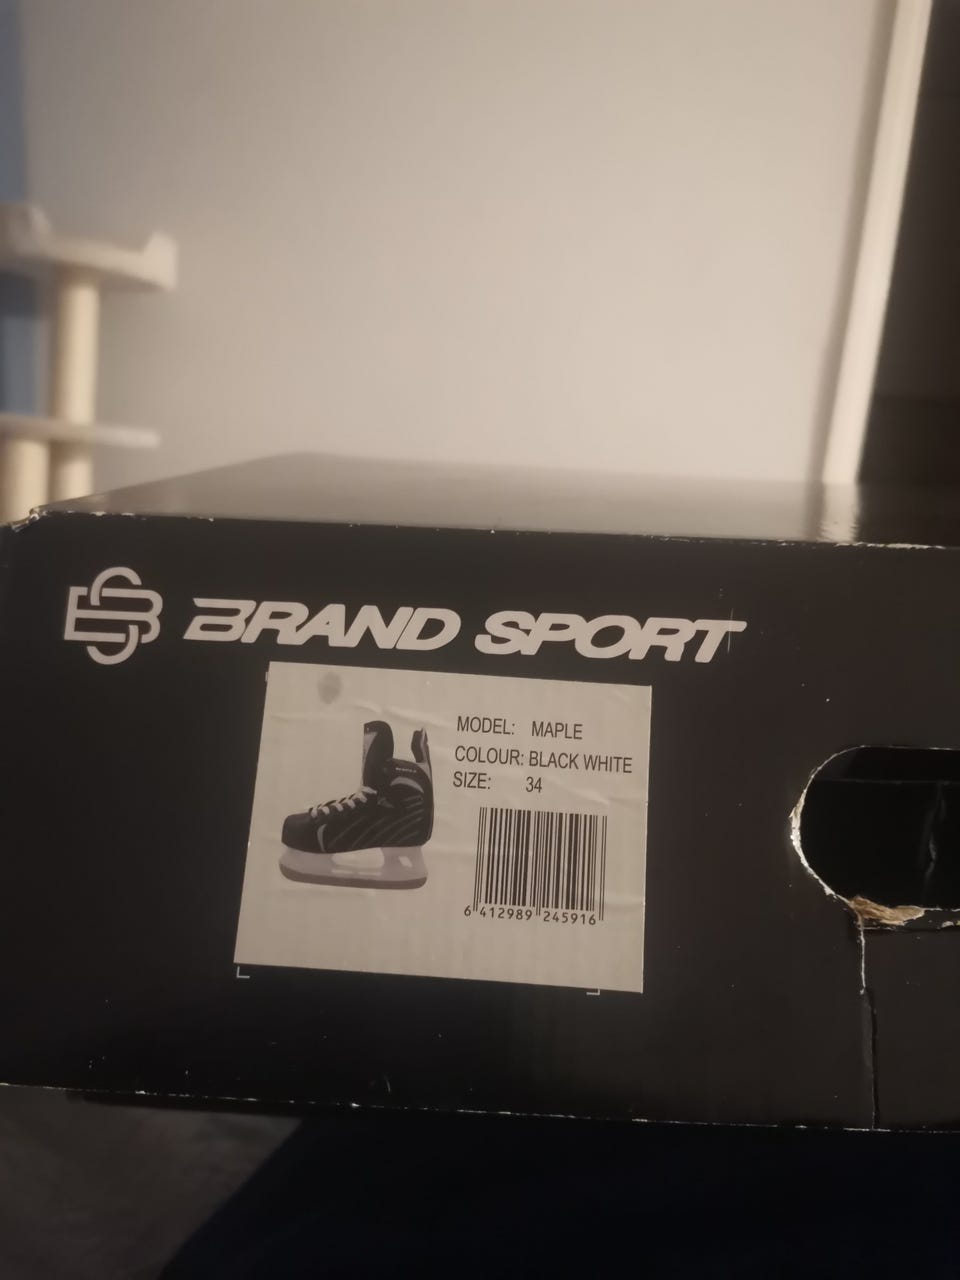 BRAND SPORT
MODEL: MAPLE
COLOUR: BLACK WHITE
SIZE: 34
6 412989 245916